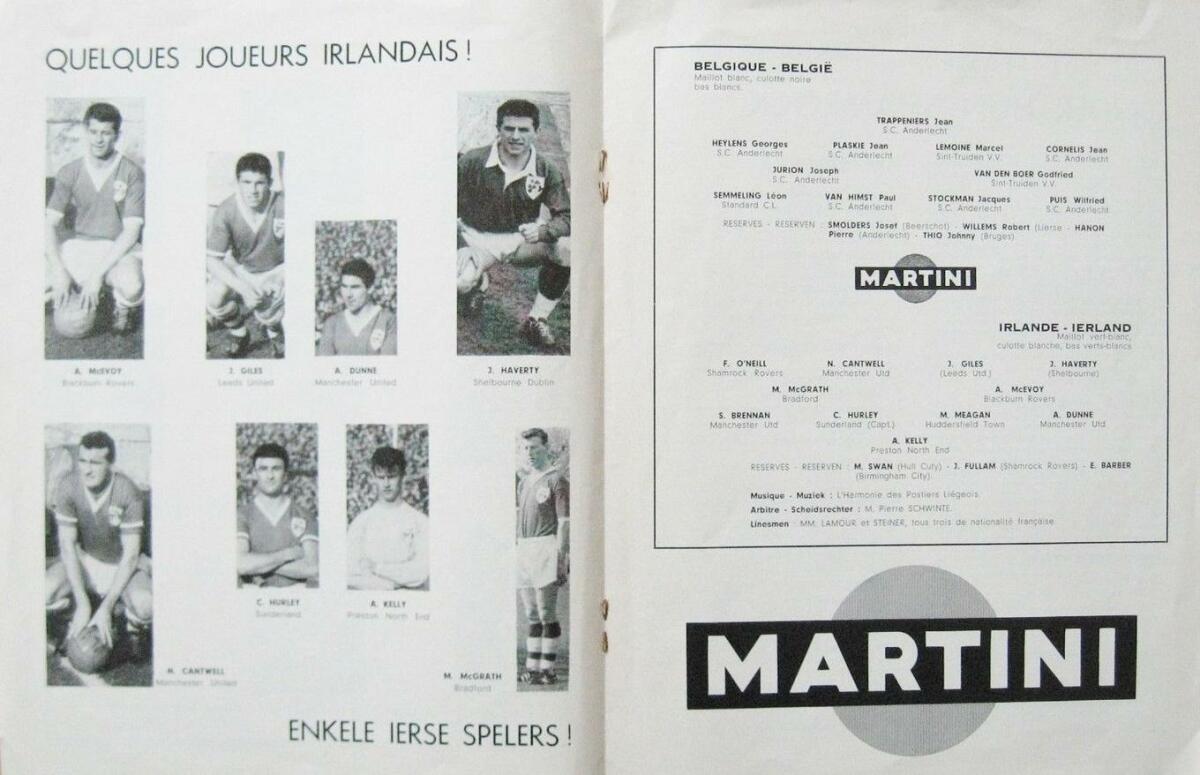 QUELQUES JOUEURS IRLANDAIS !
A. McEVOY
Blackburn Rovers
J. GILES
Leeds United
A. DUNNE
Manchester United
J. HAVERTY
Shelbourne Dublin
C. HURLEY
Sunderland
A. KELLY
Preston North End
N. CANTWELL
Manchester United
M. McGRATH
Bradford
ENKELE IERSE SPELERS !
BELGIQUE - BELGIË
Maillot blanc, culotte noire
bas blancs.
TRAPPENIERS Jean
S.C. Anderlecht
HEYLENS Georges PLASKIE Jean LEMOINE Marcel CORNELIS Jean
S.C. Anderlecht S.C. Anderlecht Sint-Truiden V.V. S.C. Anderlecht
JURION Joseph VAN DEN BOER Godfried
S.C. Anderlecht Sint-Truiden V.V.
SEMMELING Léon VAN HIMST Paul STOCKMAN Jacques PUIS Wilfried
Standard C.L. S.C. Anderlecht S.C. Anderlecht S.C. Anderlecht
RESERVES - RESERVEN : SMOLDERS Josef (Beerschot) - WILLEMS Robert (Lierse - HANON
Pierre (Anderlecht) - THIO Johnny (Bruges)
MARTINI
IRLANDE - IERLAND
Maillot vert-blanc,
culotte blanche, bas verts-blancs
F. O'NEILL N. CANTWELL J. GILES J. HAVERTY
Shamrock Rovers Manchester Utd (Leeds Utd.) (Shelbourne)
M. McGRATH A. McEVOY
Bradford Blackburn Rovers
S. BRENNAN C. HURLEY M. MEAGAN A. DUNNE
Manchester Utd Sunderland (Capt.) Huddersfield Town Manchester Utd
A. KELLY
Preston North End
RESERVES - RESERVEN : M. SWAN (Hull Cuty) - J. FULLAM (Shamrock Rovers) - E. BARBER
(Birmingham City).
Musique - Muziek : L'Harmonie des Postiers Liégeois.
Arbitre - Scheidsrechter : M. Pierre SCHWINTE.
Linesmen : MM. LAMOUR et STEINER, tous trois de nationalité française.
MARTINI